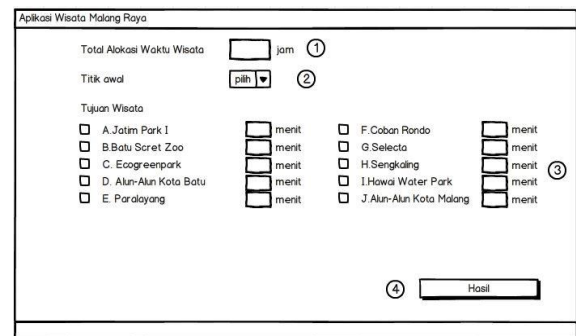 Aplikasi Wisata Malang Raya
Total Alokasi Waktu Wisata jam 1
Titik awal pilih 2
Tujuan Wisata
A.Jatim Park I menit F.Coban Rondo menit
B.Batu Scret Zoo menit G.Selecta menit
C. Ecogreenpark menit H.Sengkaling menit 3
D. Alun-Alun Kota Batu menit I.Hawai Water Park menit
E. Paralayang menit J.Alun-Alun Kota Malang menit
4 Hasil